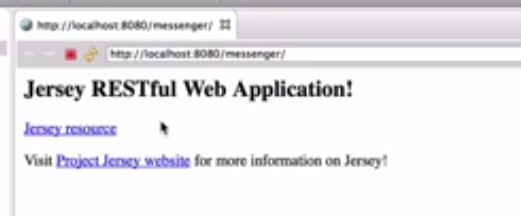 http://localhost:8080/messenger/
http://localhost:8080/messenger/
Jersey RESTful Web Application!
Jersey resource
Visit Project Jersey website for more information on Jersey!